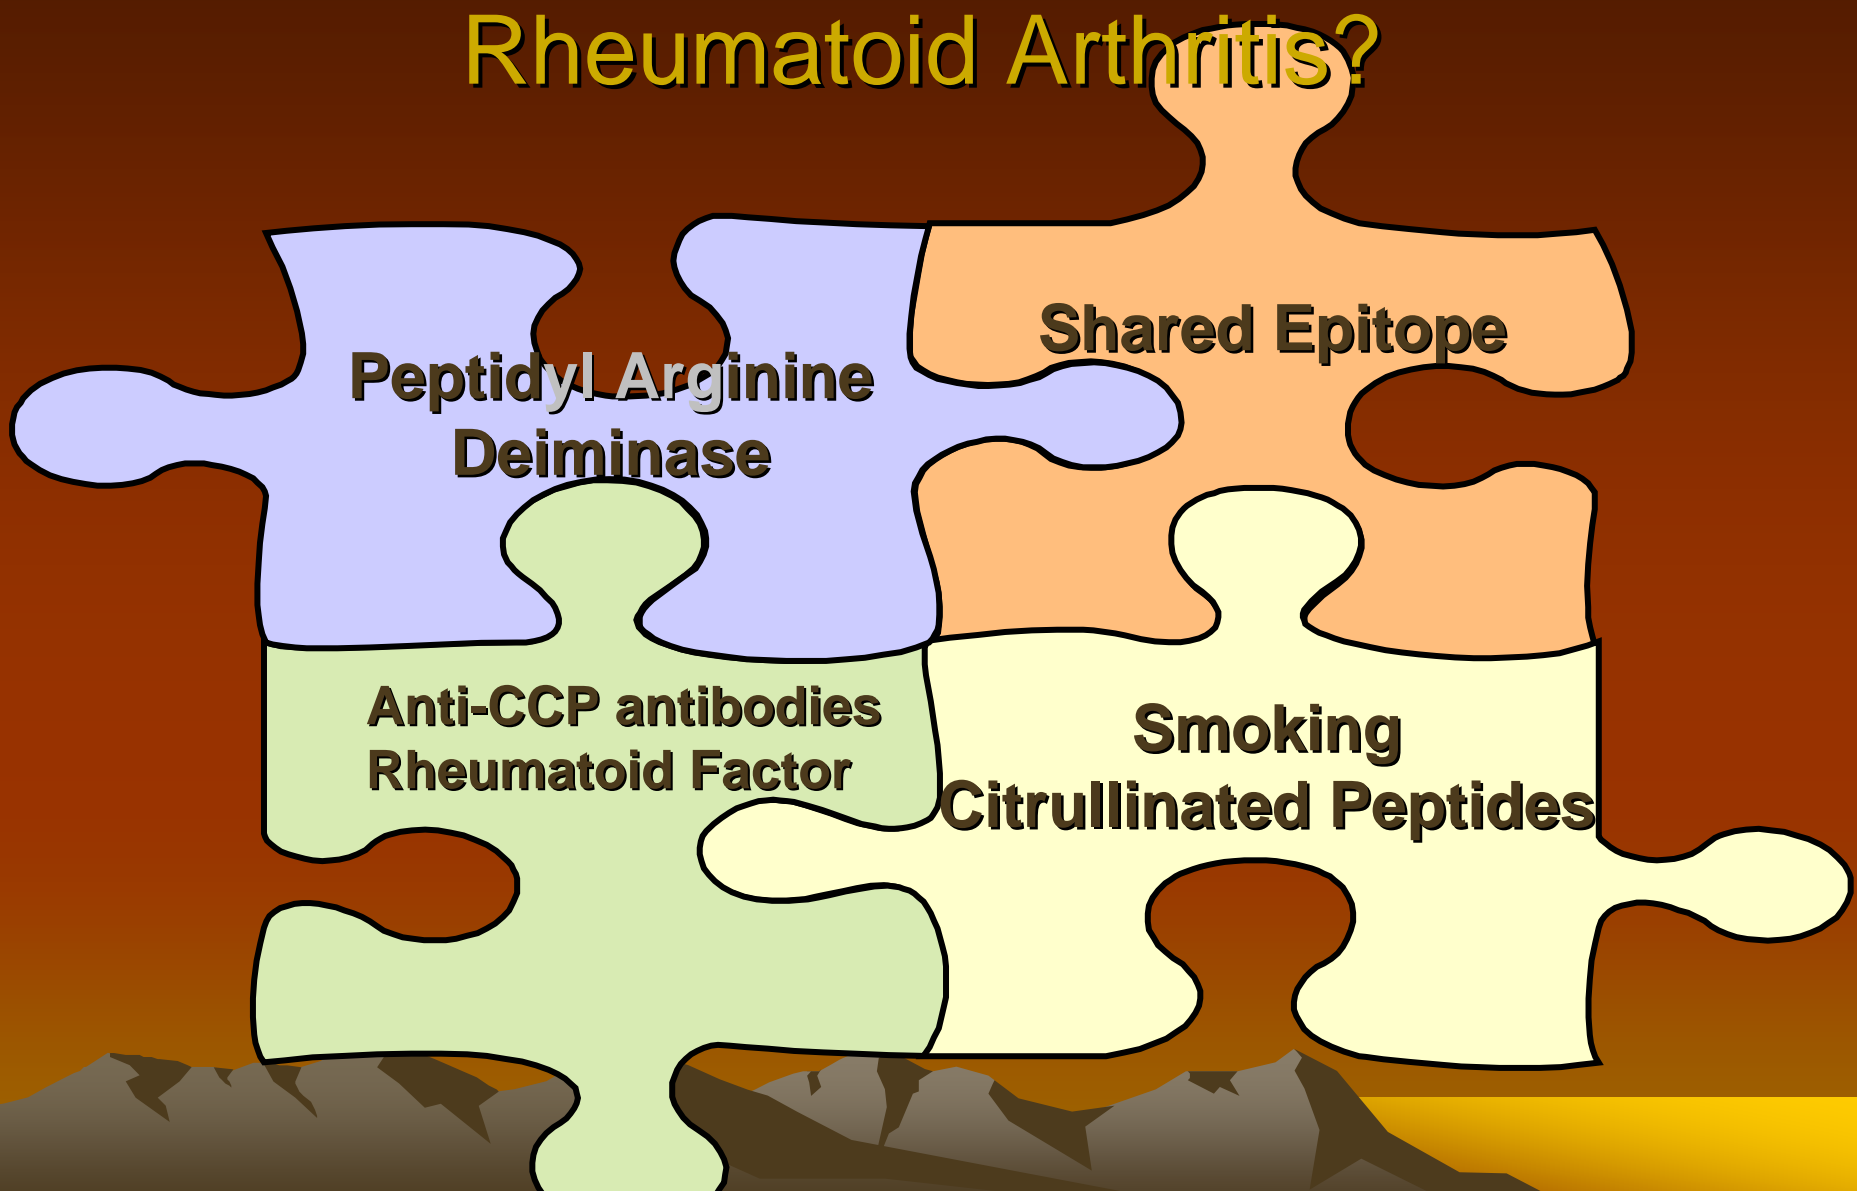 Rheumatoid Arthritis?
Shared Epitope
Peptidyl Arginine
Deiminase
Anti-CCP antibodies
Rheumatoid Factor
Smoking
Citrullinated Peptides